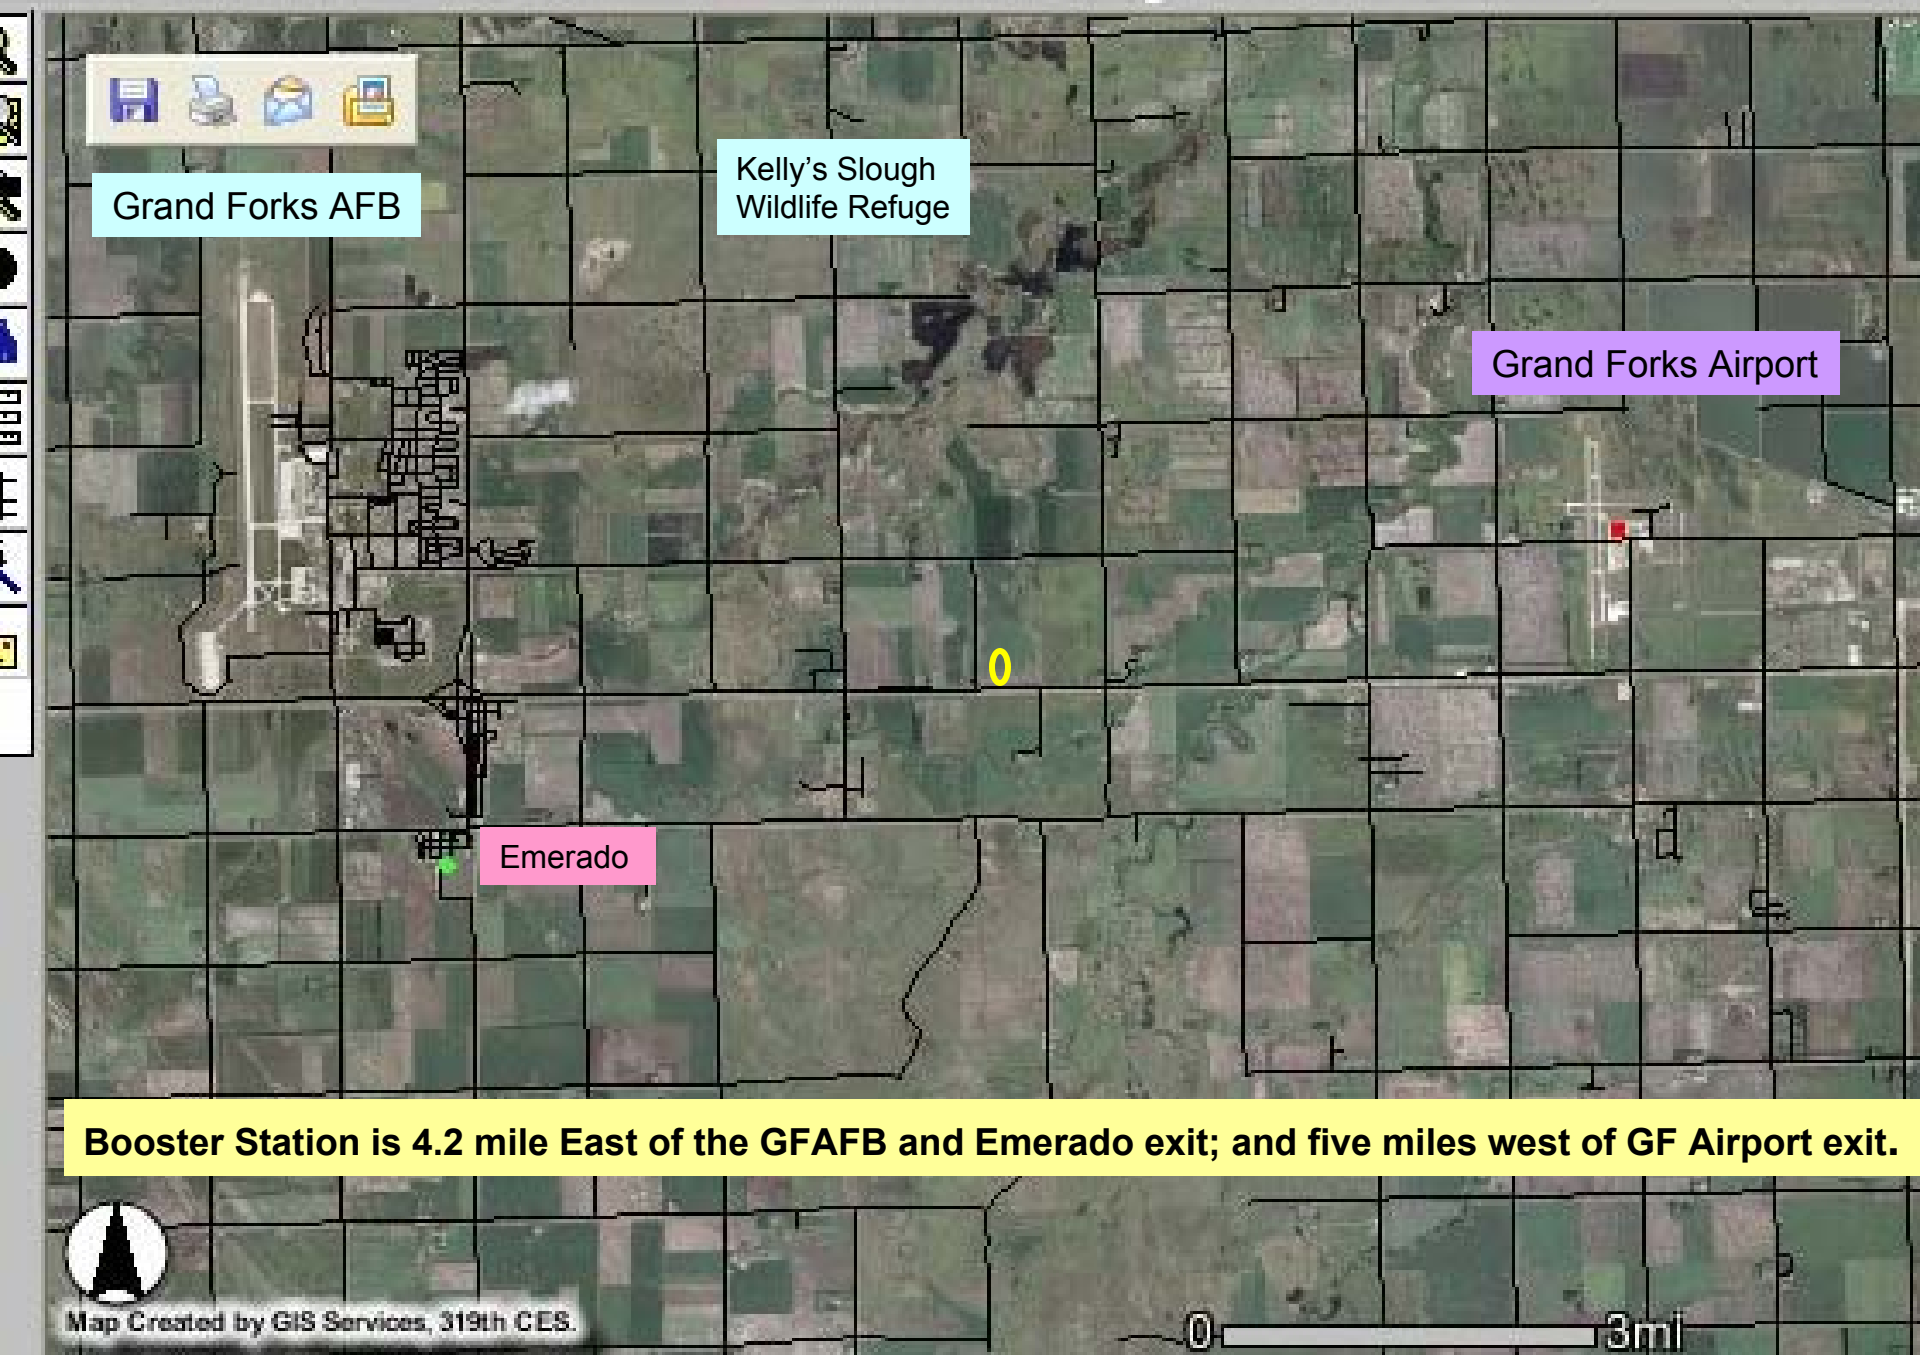 Grand Forks AFB
Kelly's Slough
Wildlife Refuge
Grand Forks Airport
Emerado
Booster Station is 4.2 mile East of the GFAFB and Emerado exit; and five miles west of GF Airport exit.
Map Created by GIS Services, 319th CES.
0 3mi